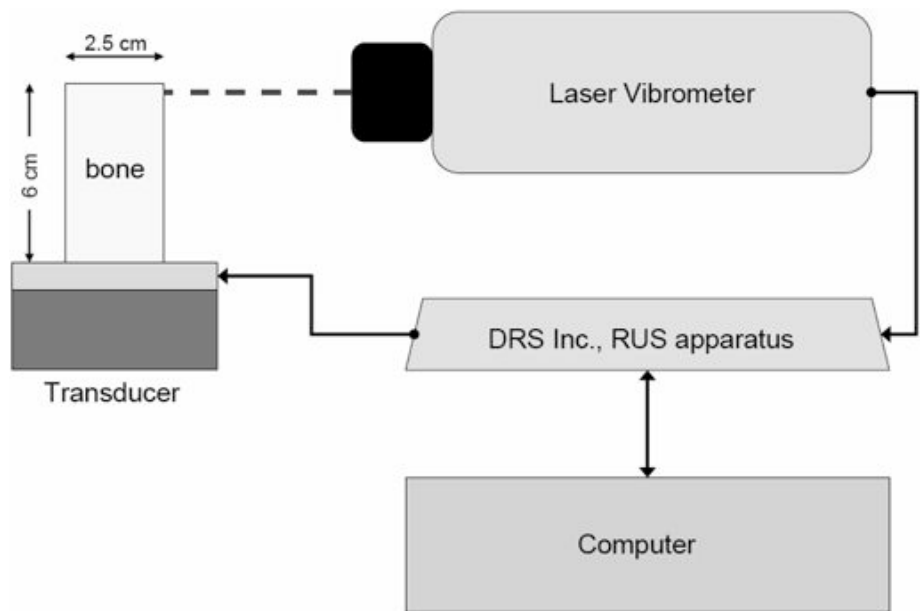 2.5 cm
Laser Vibrometer
6 cm
bone
DRS Inc., RUS apparatus
Transducer
Computer